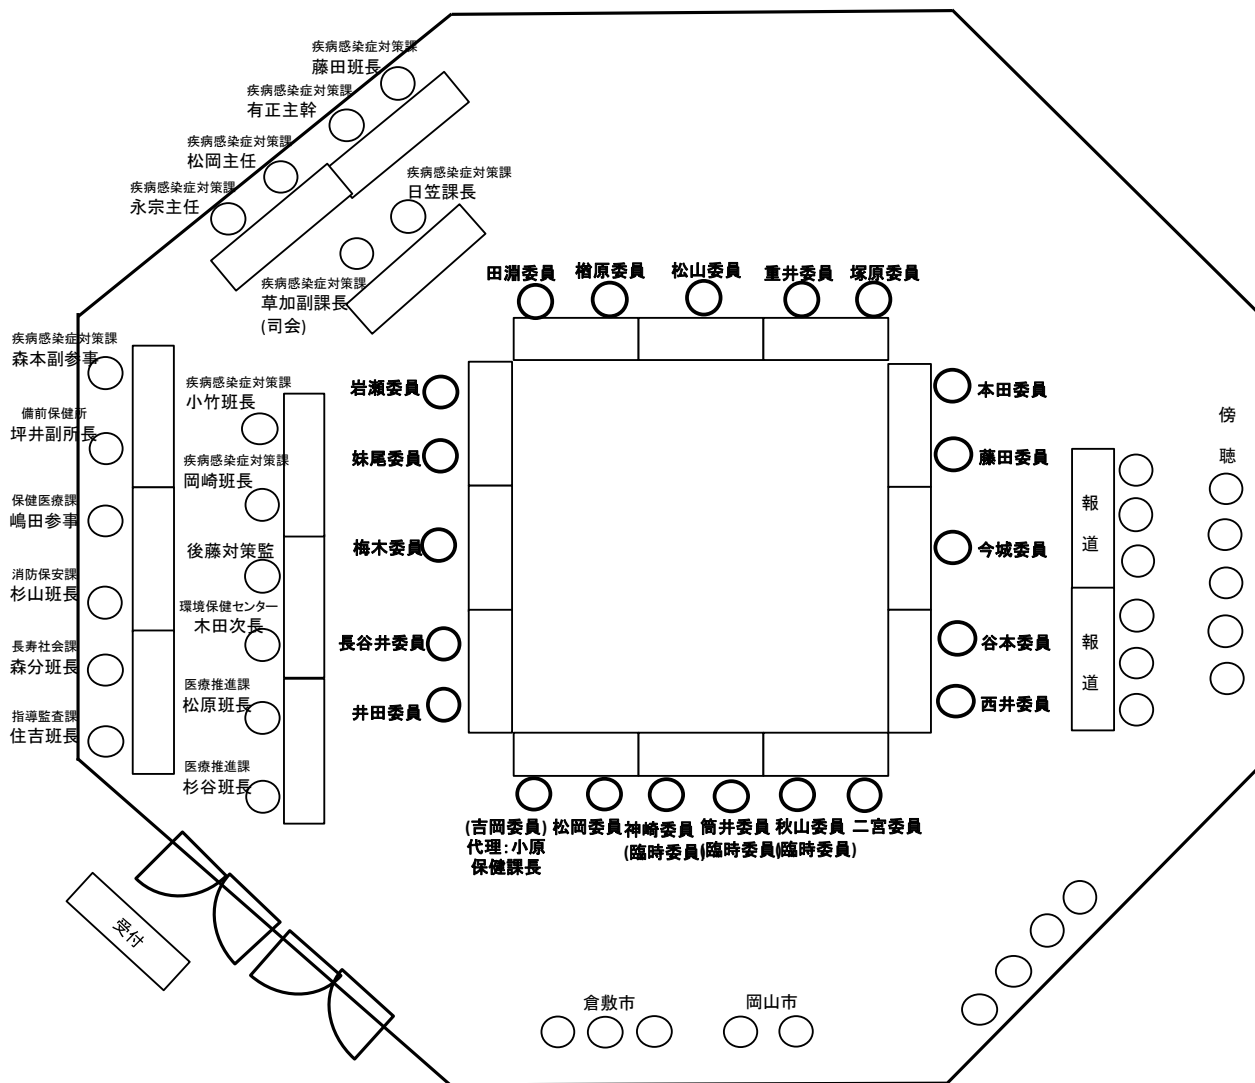 疾病感染症対策課
藤田班長
疾病感染症対策課
有正主幹
疾病感染症対策課
松岡主任
疾病感染症対策課
永宗主任
疾病感染症対策課
日笠課長
疾病感染症対策課
草加副課長
(司会)
田淵委員
楢原委員
松山委員
重井委員
塚原委員
疾病感染症対策課
森本副参事
備前保健所
坪井副所長
保健医療課
嶋田参事
消防保安課
杉山班長
長寿社会課
森分班長
指導監査課
住吉班長
疾病感染症対策課
小竹班長
疾病感染症対策課
岡崎班長
後藤対策監
環境保健センター
木田次長
医療推進課
松原班長
医療推進課
杉谷班長
岩瀬委員
妹尾委員
梅木委員
長谷井委員
井田委員
本田委員
藤田委員
今城委員
谷本委員
西井委員
報
道
報
道
傍
聴
(吉岡委員)
代理:小原
保健課長
松岡委員
神崎委員
(臨時委員)
筒井委員
(臨時委員)
秋山委員
(臨時委員)
二宮委員
受付
倉敷市
岡山市